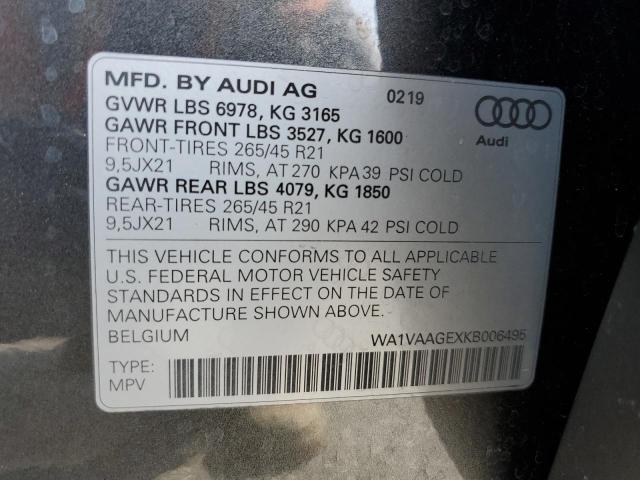 MFD. BY AUDI AG 0219
GVWR LBS 6978, KG 3165
GAWR FRONT LBS 3527, KG 1600
FRONT-TIRES 265/45 R21
9,5JX21 RIMS, AT 270 KPA 39 PSI COLD
GAWR REAR LBS 4079, KG 1850
REAR-TIRES 265/45 R21
9,5JX21 RIMS, AT 290 KPA 42 PSI COLD
Audi
THIS VEHICLE CONFORMS TO ALL APPLICABLE
U.S. FEDERAL MOTOR VEHICLE SAFETY
STANDARDS IN EFFECT ON THE DATE OF
MANUFACTURE SHOWN ABOVE.
BELGIUM WA1VAAGEXKB006495
TYPE:
MPV